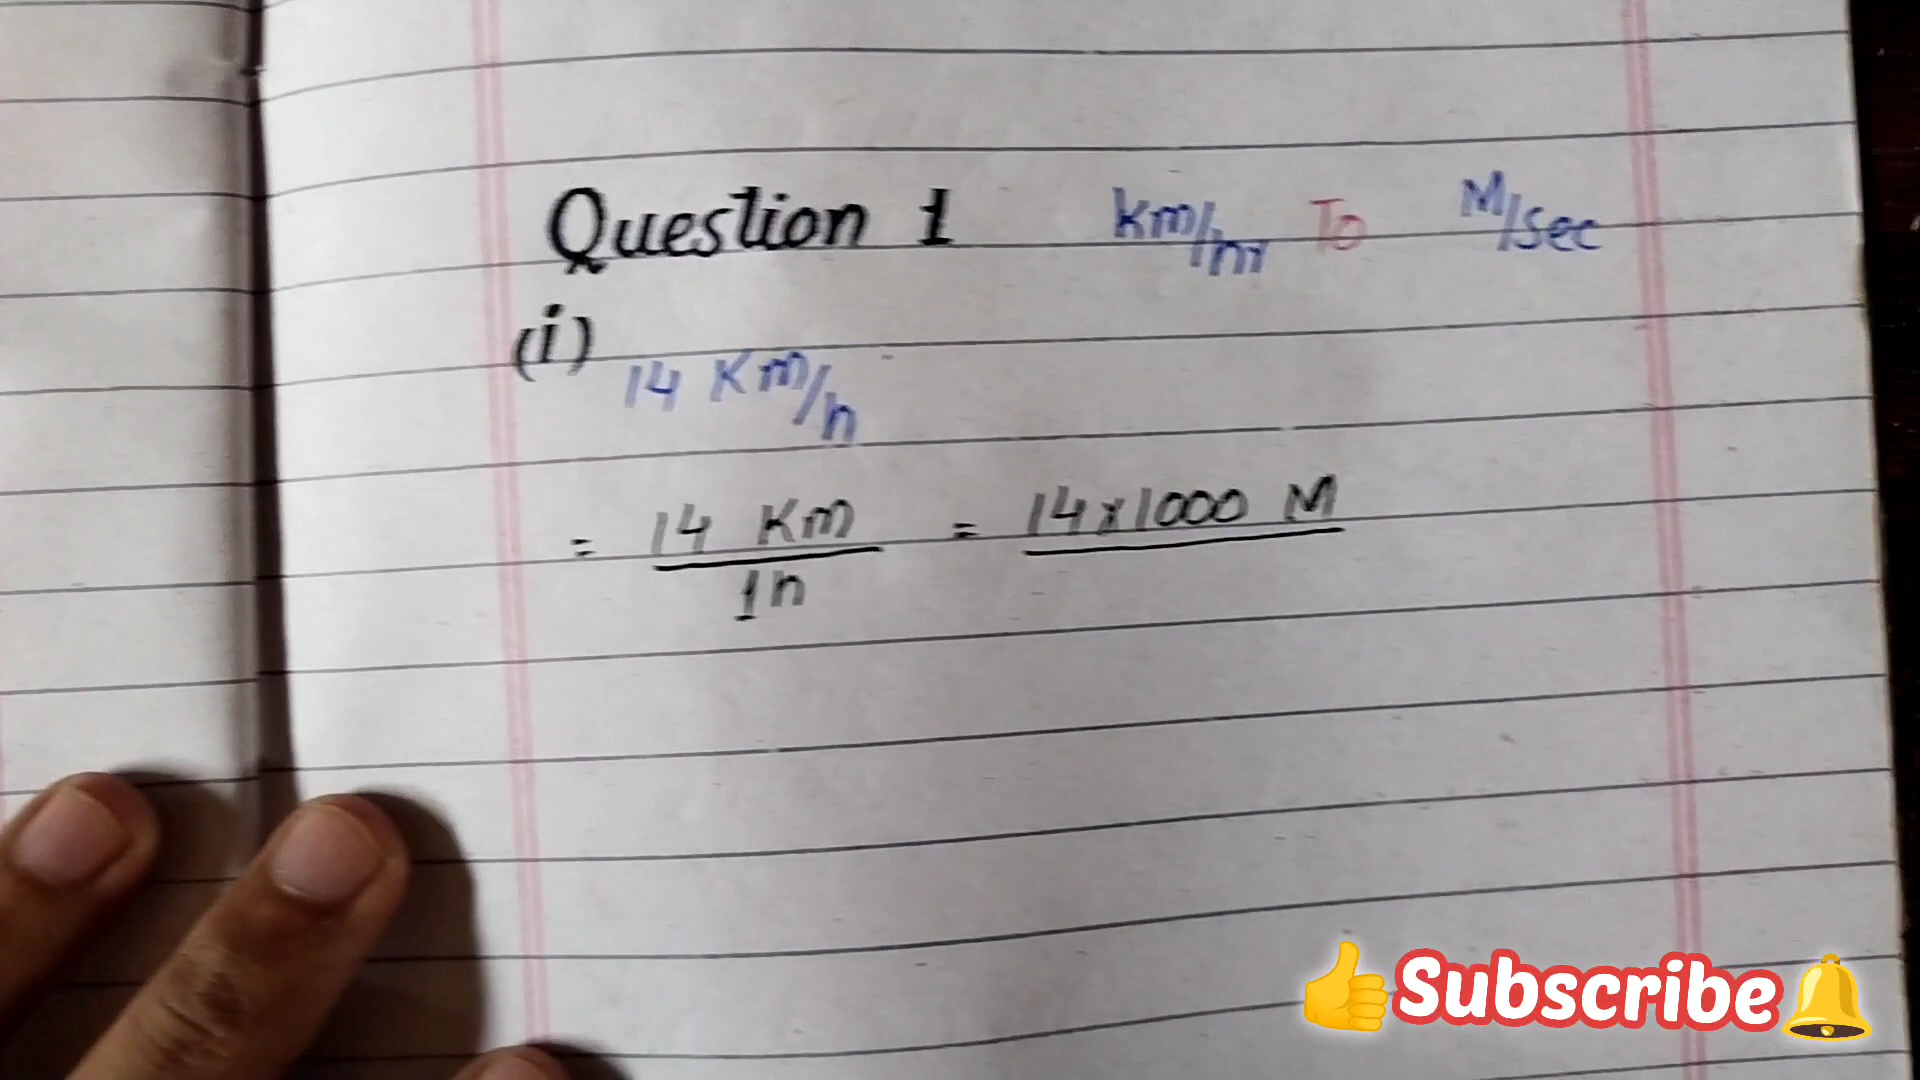 Question 1 km/hr To M/sec
(i)
14 Km/h
= 14 Km = 14x1000 M
1h
Subscribe